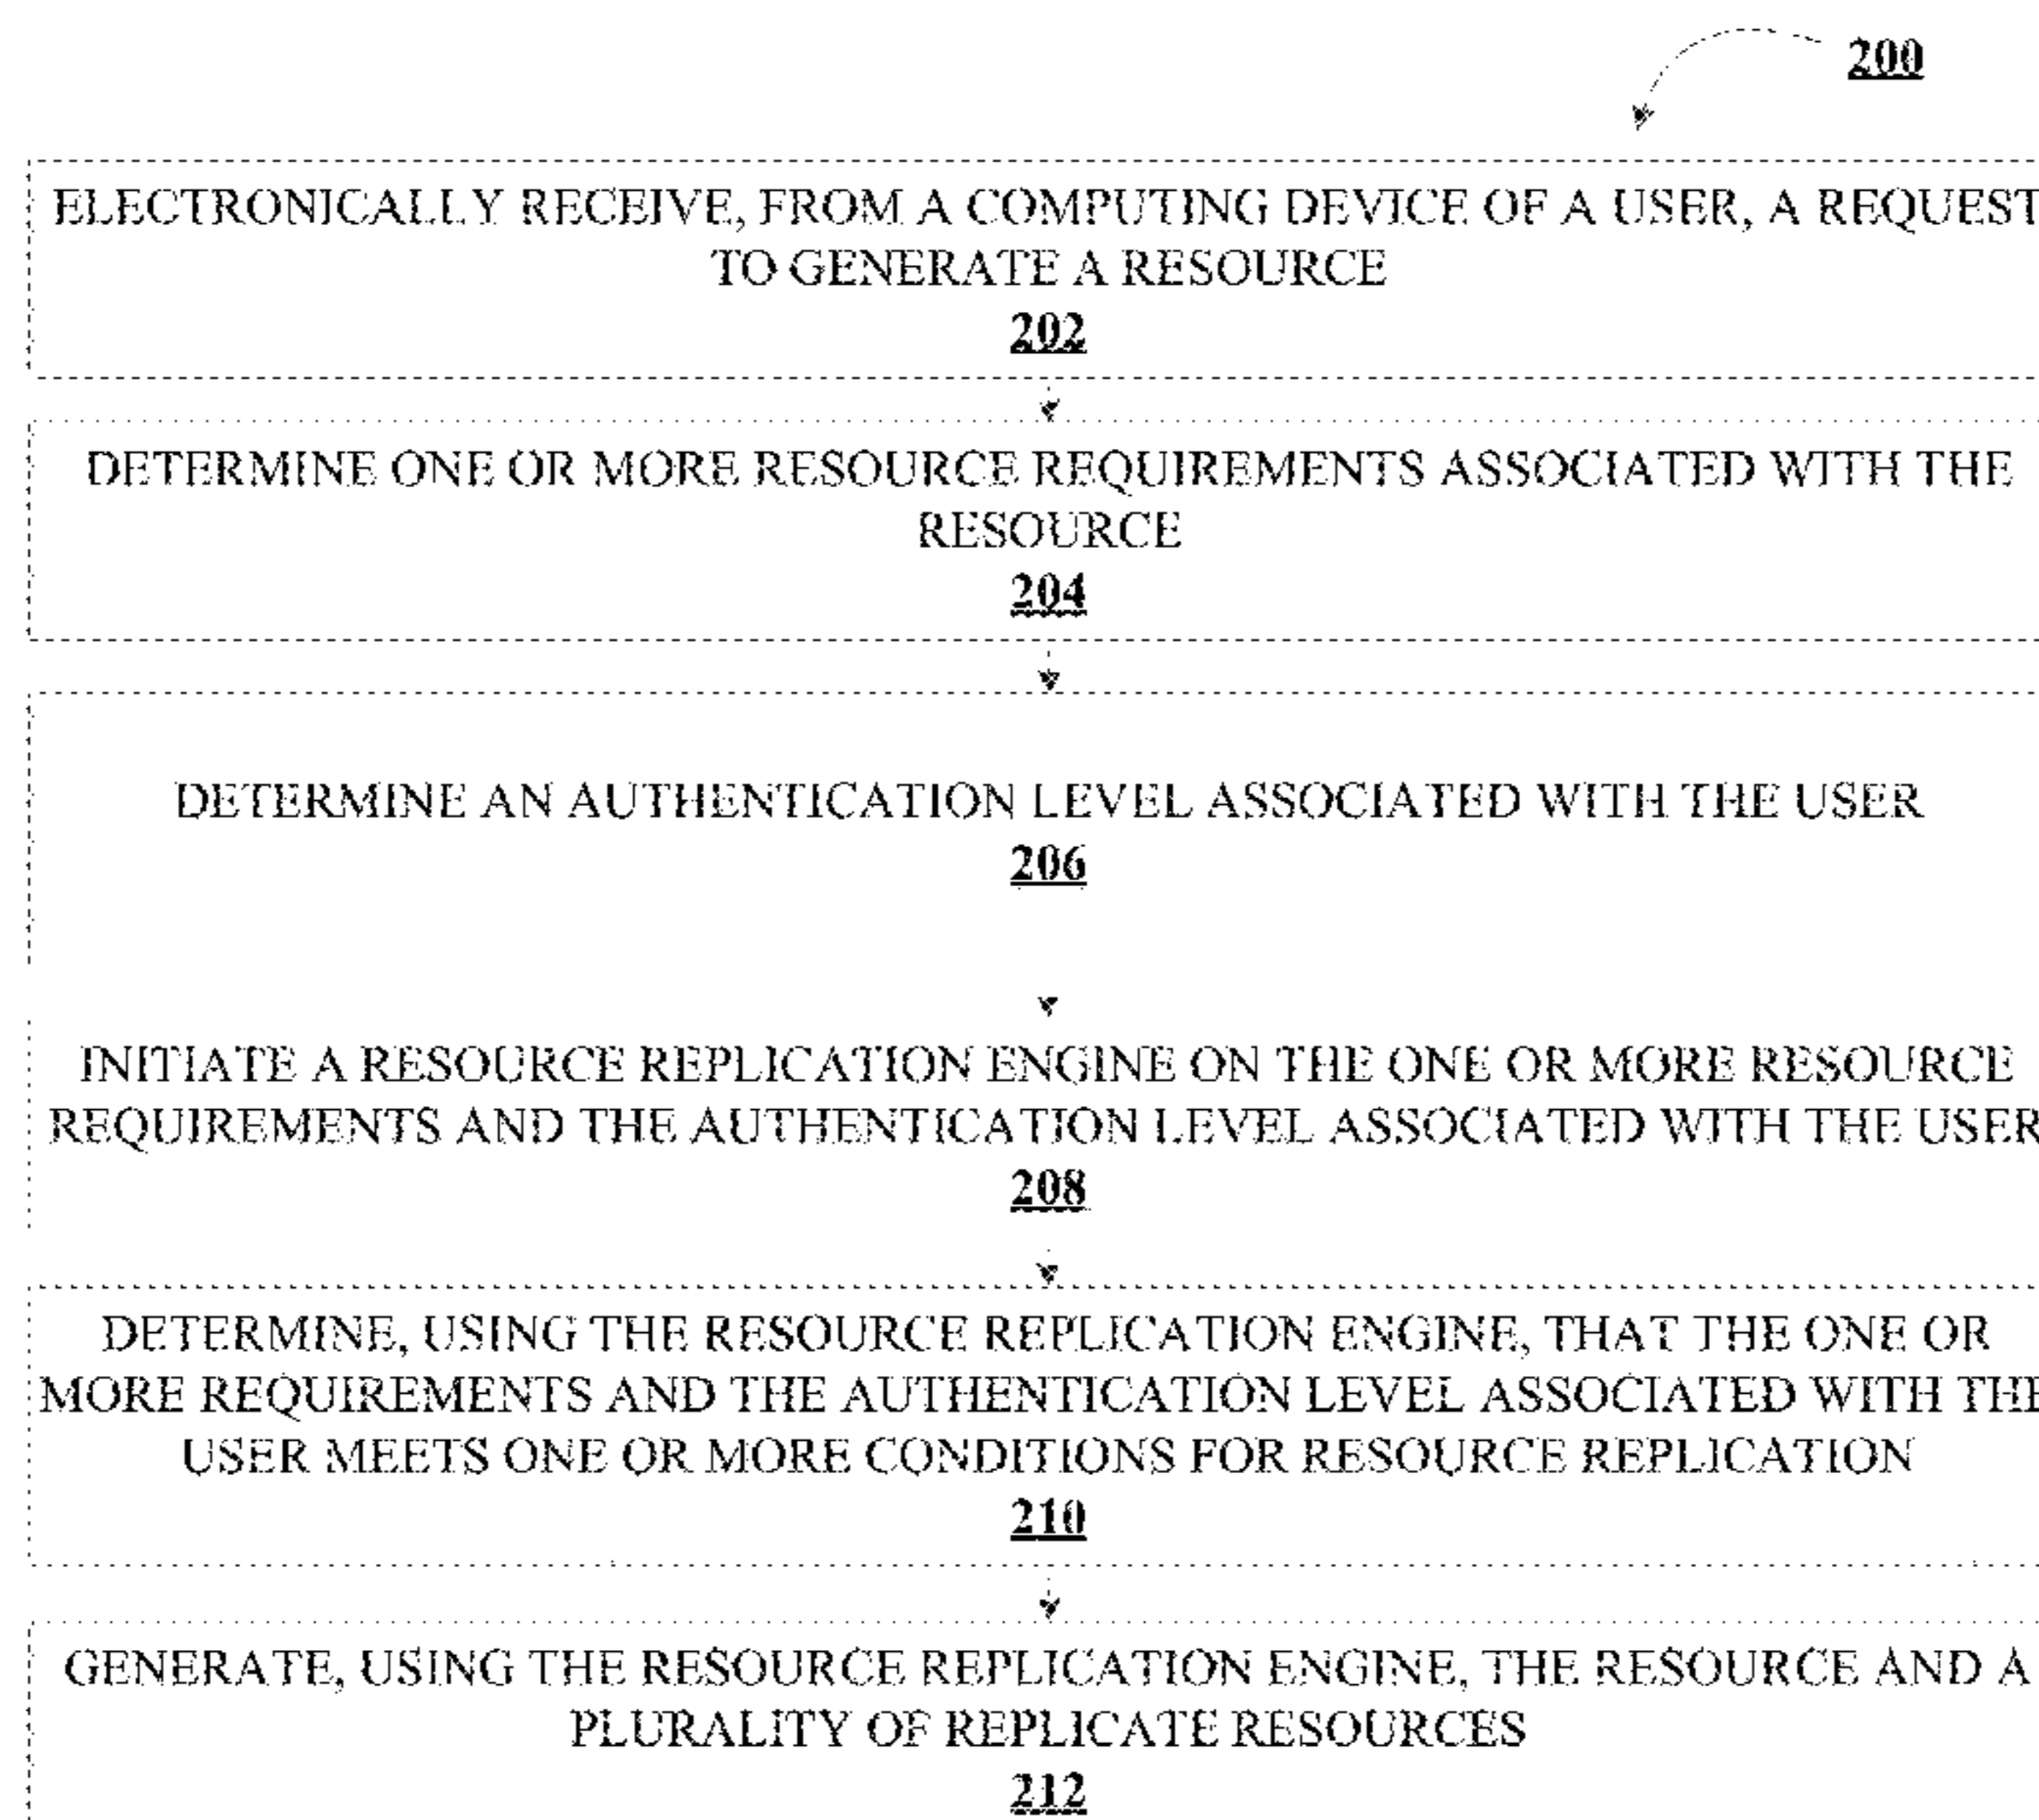 200
ELECTRONICALLY RECEIVE, FROM A COMPUTING DEVICE OF A USER, A REQUEST
TO GENERATE A RESOURCE
202
DETERMINE ONE OR MORE RESOURCE REQUIREMENTS ASSOCIATED WITH THE
RESOURCE
204
DETERMINE AN AUTHENTICATION LEVEL ASSOCIATED WITH THE USER
206
INITIATE A RESOURCE REPLICATION ENGINE ON THE ONE OR MORE RESOURCE
REQUIREMENTS AND THE AUTHENTICATION LEVEL ASSOCIATED WITH THE USER
208
DETERMINE, USING THE RESOURCE REPLICATION ENGINE, THAT THE ONE OR
MORE REQUIREMENTS AND THE AUTHENTICATION LEVEL ASSOCIATED WITH THE
USER MEETS ONE OR MORE CONDITIONS FOR RESOURCE REPLICATION
210
GENERATE, USING THE RESOURCE REPLICATION ENGINE, THE RESOURCE AND A
PLURALITY OF REPLICATE RESOURCES
212